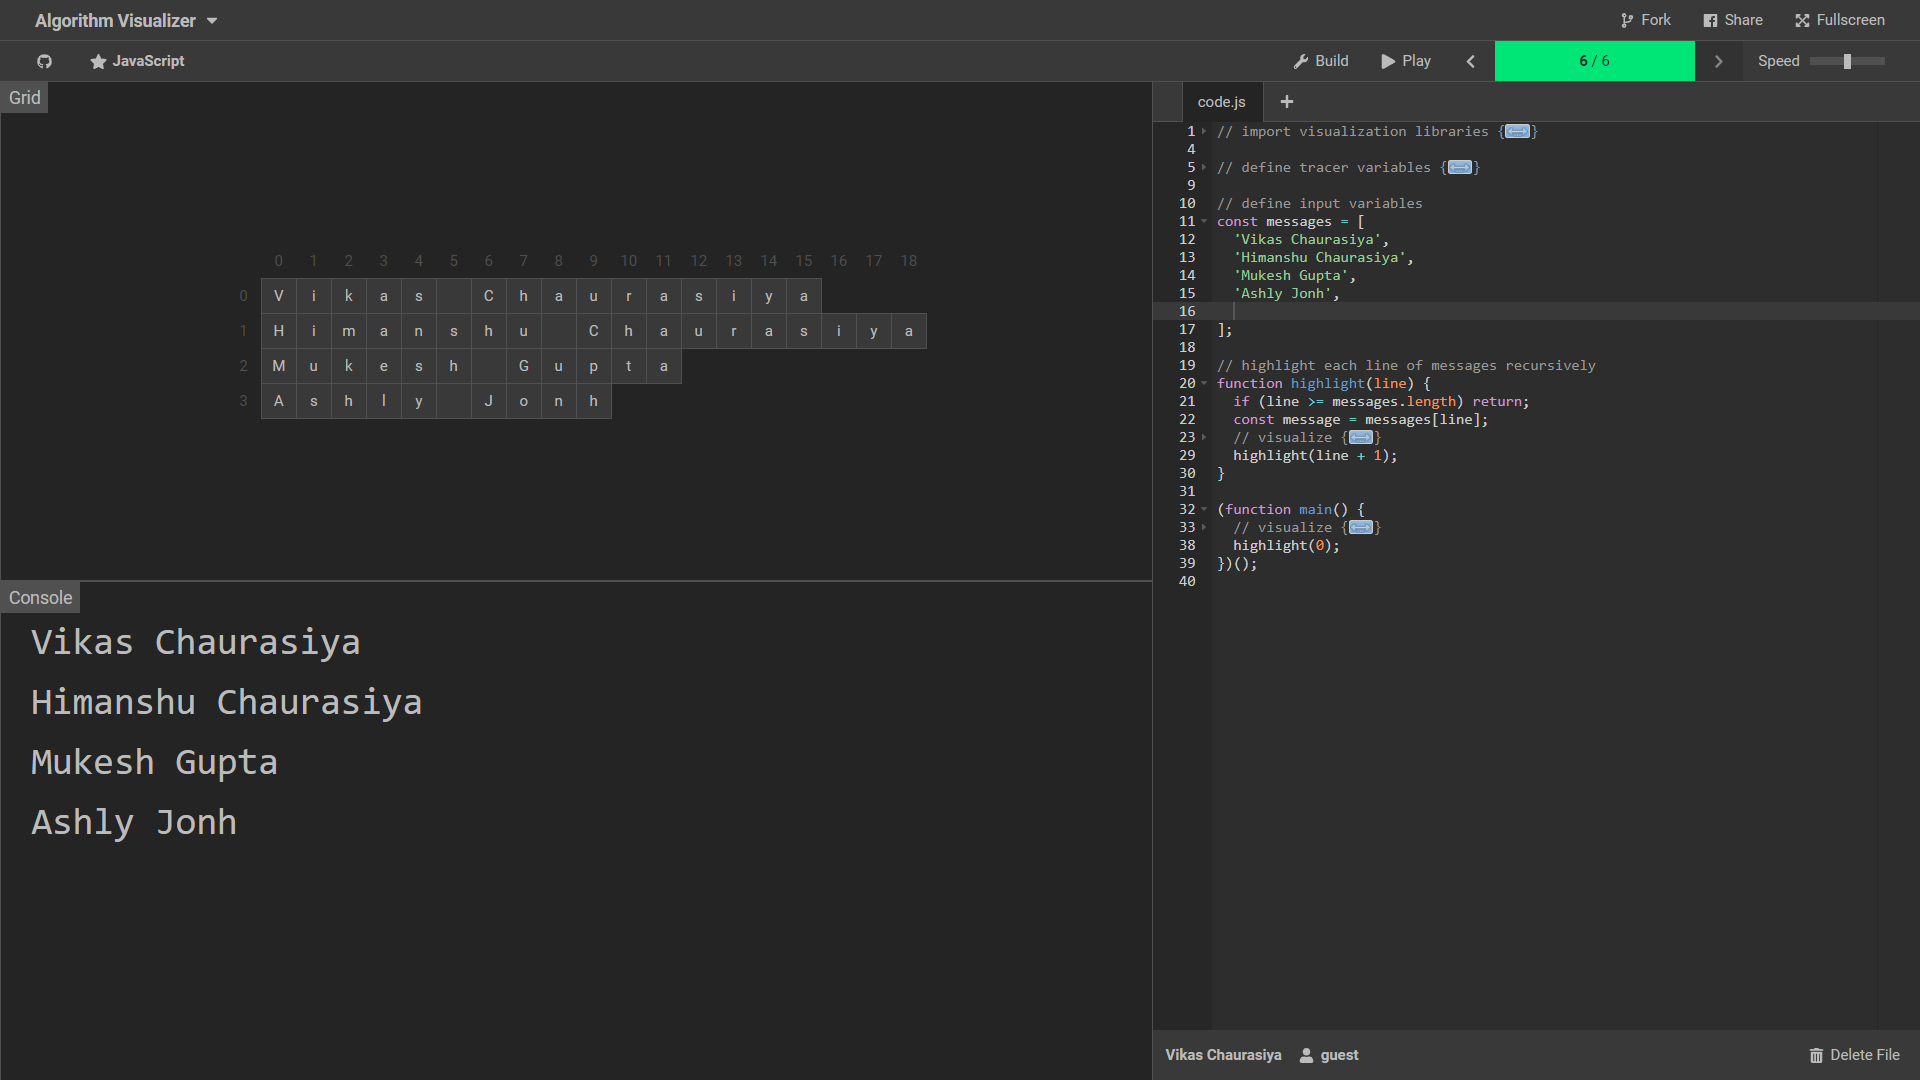 Algorithm Visualizer
Fork Share Fullscreen
JavaScript
Build Play 6 / 6 Speed
Grid
0 1 2 3 4 5 6 7 8 9 10 11 12 13 14 15 16 17 18
0 V i k a s C h a u r a s i y a
1 H i m a n s h u C h a u r a s i y a
2 M u k e s h G u p t a
3 A s h l y J o n h
Console
Vikas Chaurasiya
Himanshu Chaurasiya
Mukesh Gupta
Ashly Jonh
code.js +
1 // import visualization libraries {}
4
5 // define tracer variables {}
9
10 // define input variables
11 const messages = [
12 'Vikas Chaurasiya',
13 'Himanshu Chaurasiya',
14 'Mukesh Gupta',
15 'Ashly Jonh',
16
17 ];
18
19 // highlight each line of messages recursively
20 function highlight(line) {
21 if (line >= messages.length) return;
22 const message = messages[line];
23 // visualize {}
29 highlight(line + 1);
30 }
31
32 (function main() {
33 // visualize {}
38 highlight(0);
39 })();
40
Vikas Chaurasiya guest Delete File